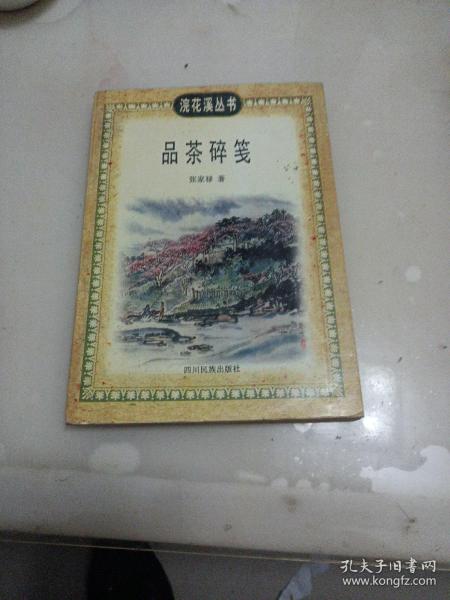 浣花溪丛书
品茶碎笺
张家禄 著
四川民族出版社
孔夫子旧书网
www.kongfz.com